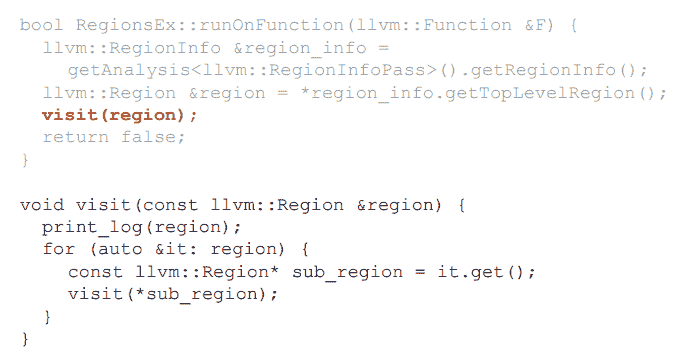 bool RegionsEx::runOnFunction(llvm::Function &F) {
  llvm::RegionInfo &region_info =
    getAnalysis<llvm::RegionInfoPass>().getRegionInfo();
  llvm::Region &region = *region_info.getTopLevelRegion();
  visit(region);
  return false;
}
void visit(const llvm::Region &region) {
  print_log(region);
  for (auto &it: region) {
    const llvm::Region* sub_region = it.get();
    visit(*sub_region);
  }
}